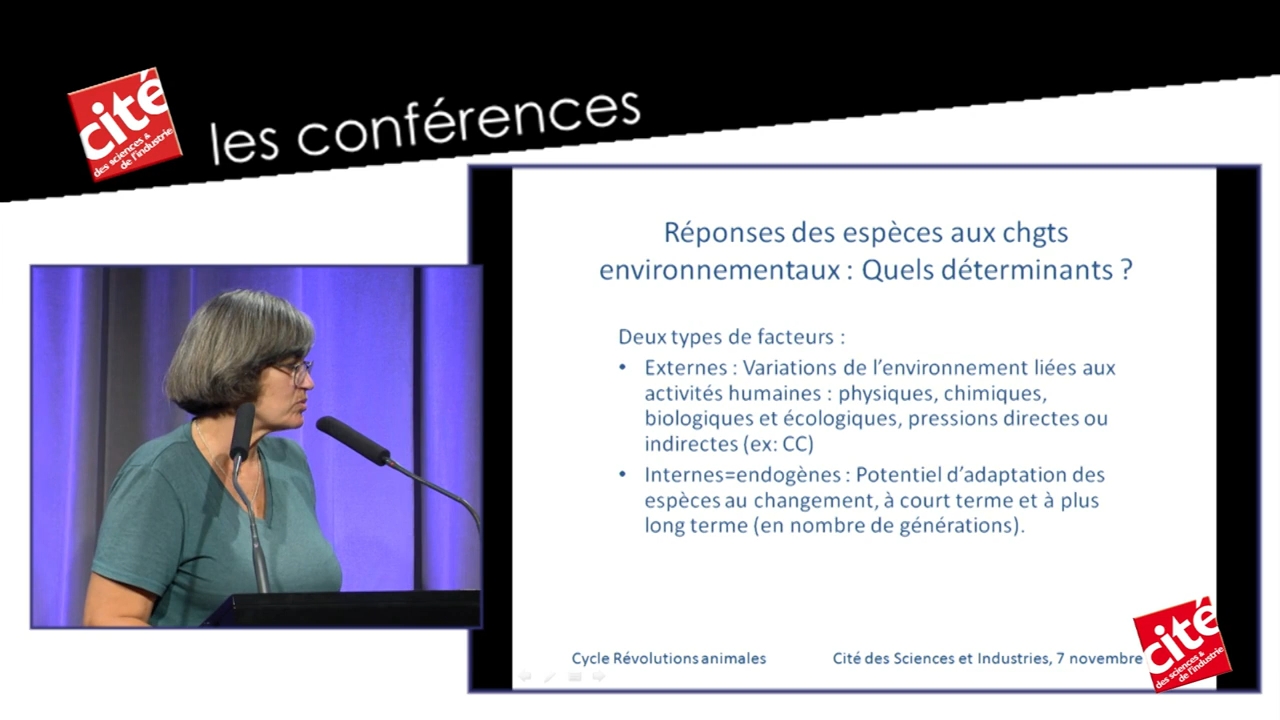 cité
des sciences &
de l'industrie
les conférences
Réponses des espèces aux chgts
environnementaux : Quels déterminants ?
Deux types de facteurs :
• Externes : Variations de l'environnement liées aux
activités humaines : physiques, chimiques,
biologiques et écologiques, pressions directes ou
indirectes (ex: CC)
• Internes=endogènes : Potentiel d'adaptation des
espèces au changement, à court terme et à plus
long terme (en nombre de générations).
Cycle Révolutions animales
Cité des Sciences et Industries, 7 novembre
cité
des sciences &
de l'industrie